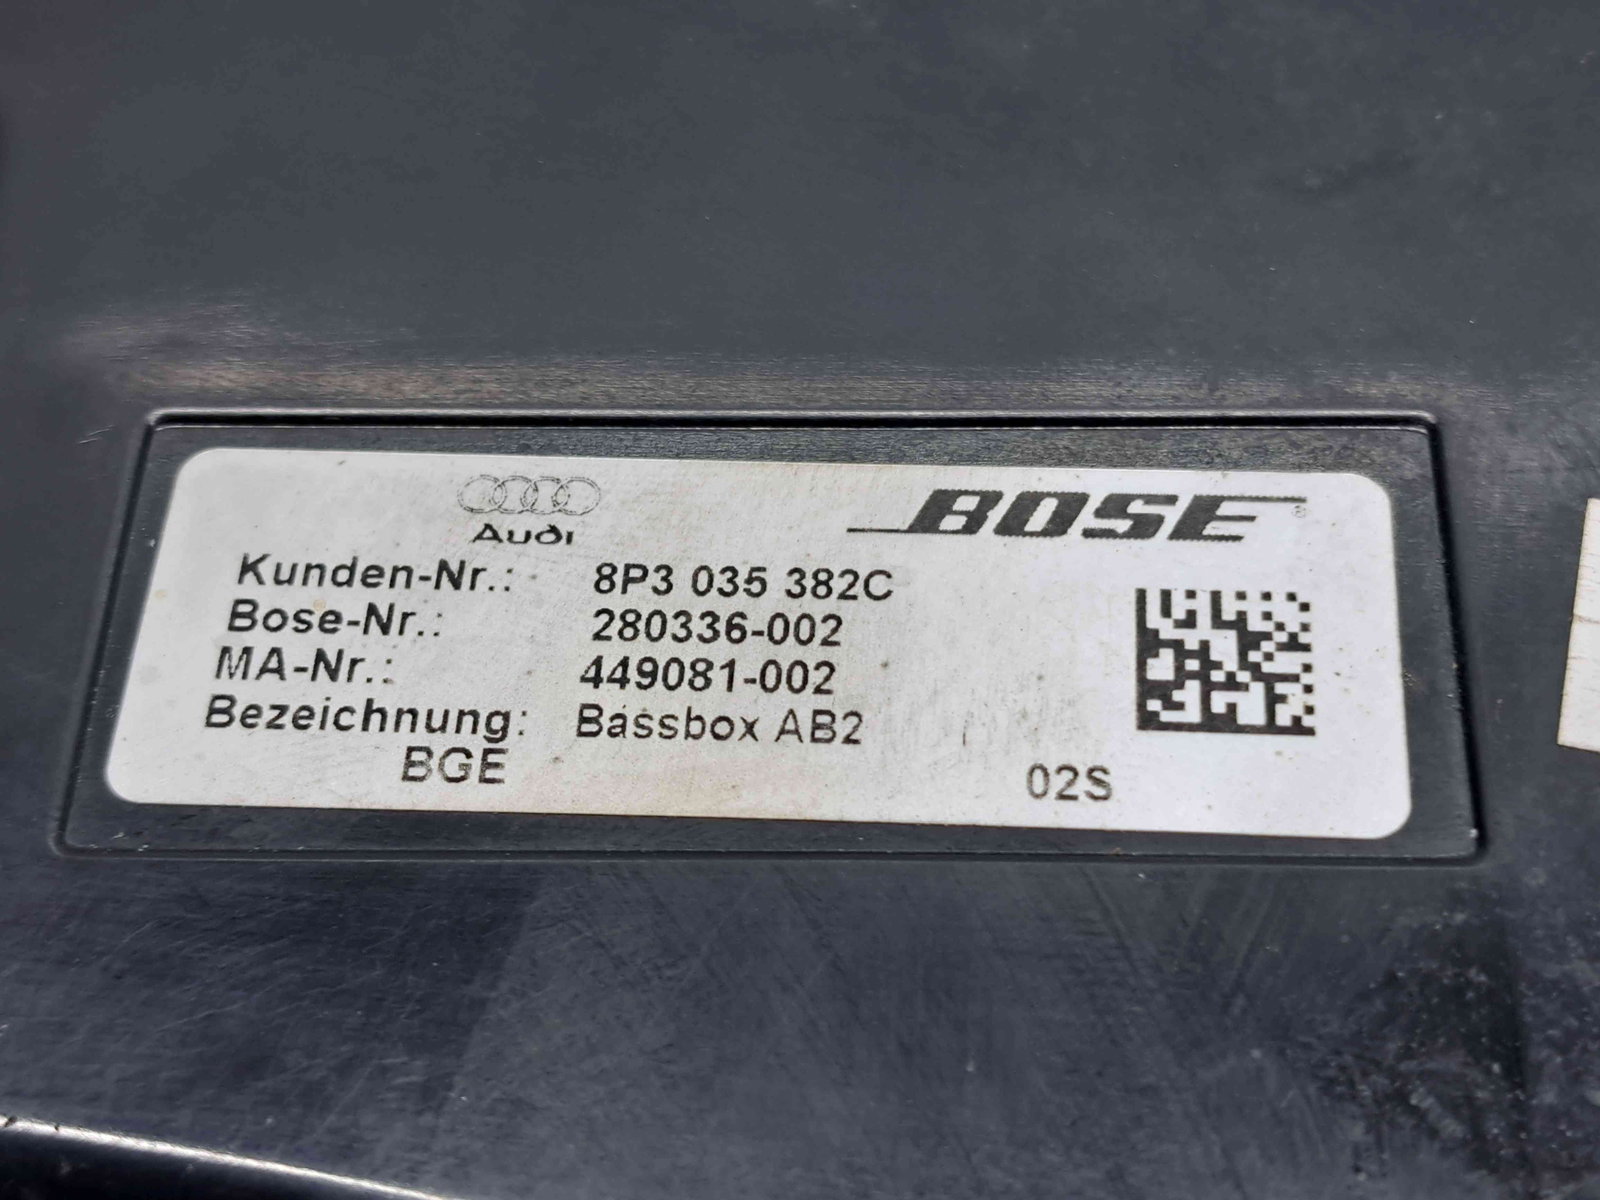 Audi BOSE®
Kunden-Nr.: 8P3 035 382C
Bose-Nr.: 280336-002
MA-Nr.: 449081-002
Bezeichnung: Bassbox AB2
BGE 02S